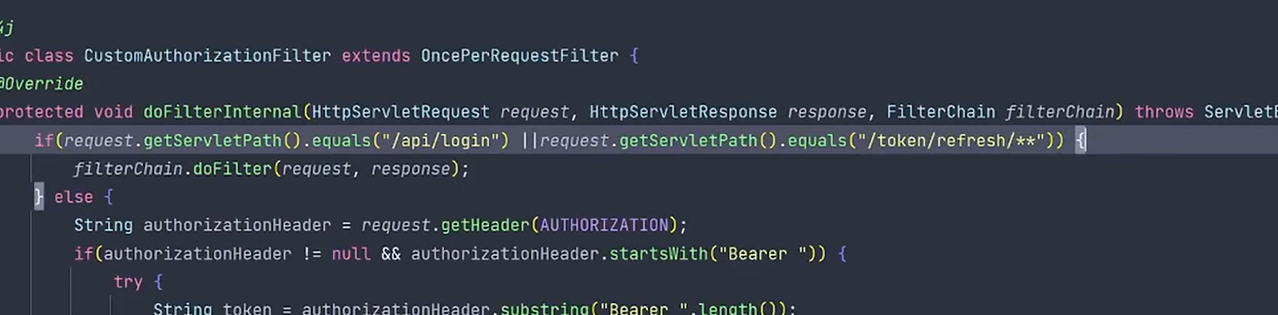 4j
ic class CustomAuthorizationFilter extends OncePerRequestFilter {
@Override
protected void doFilterInternal(HttpServletRequest request, HttpServletResponse response, FilterChain filterChain) throws ServletE
if(request.getServletPath().equals("/api/login") ||request.getServletPath().equals("/token/refresh/**")) {
filterChain.doFilter(request, response);
} else {
String authorizationHeader = request.getHeader(AUTHORIZATION);
if(authorizationHeader != null && authorizationHeader.startsWith("Bearer ")) {
try {
String token = authorizationHeader.substring("Bearer ".length());